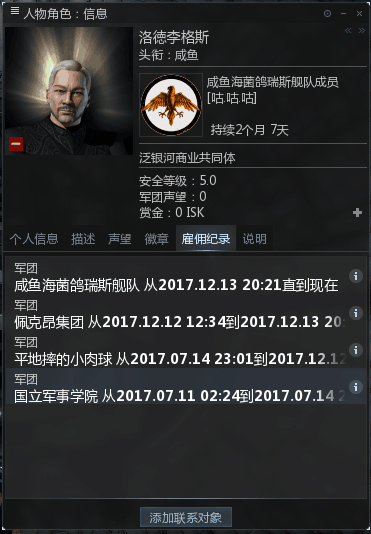 人物角色：信息
洛德李格斯
头衔：咸鱼
咸鱼海菌鸽瑞斯舰队成员
[咕.咕.咕]
持续2个月 7天
泛银河商业共同体
安全等级：5.0
军团声望：0
赏金：0 ISK
个人信息 描述 声望 徽章 雇佣纪录 说明
军团
咸鱼海菌鸽瑞斯舰队 从2017.12.13 20:21直到现在
军团
佩克昂集团 从2017.12.12 12:34到2017.12.13 20:
军团
平地摔的小肉球 从2017.07.14 23:01到2017.12.12
军团
国立军事学院 从2017.07.11 02:24到2017.07.14 2
添加联系对象